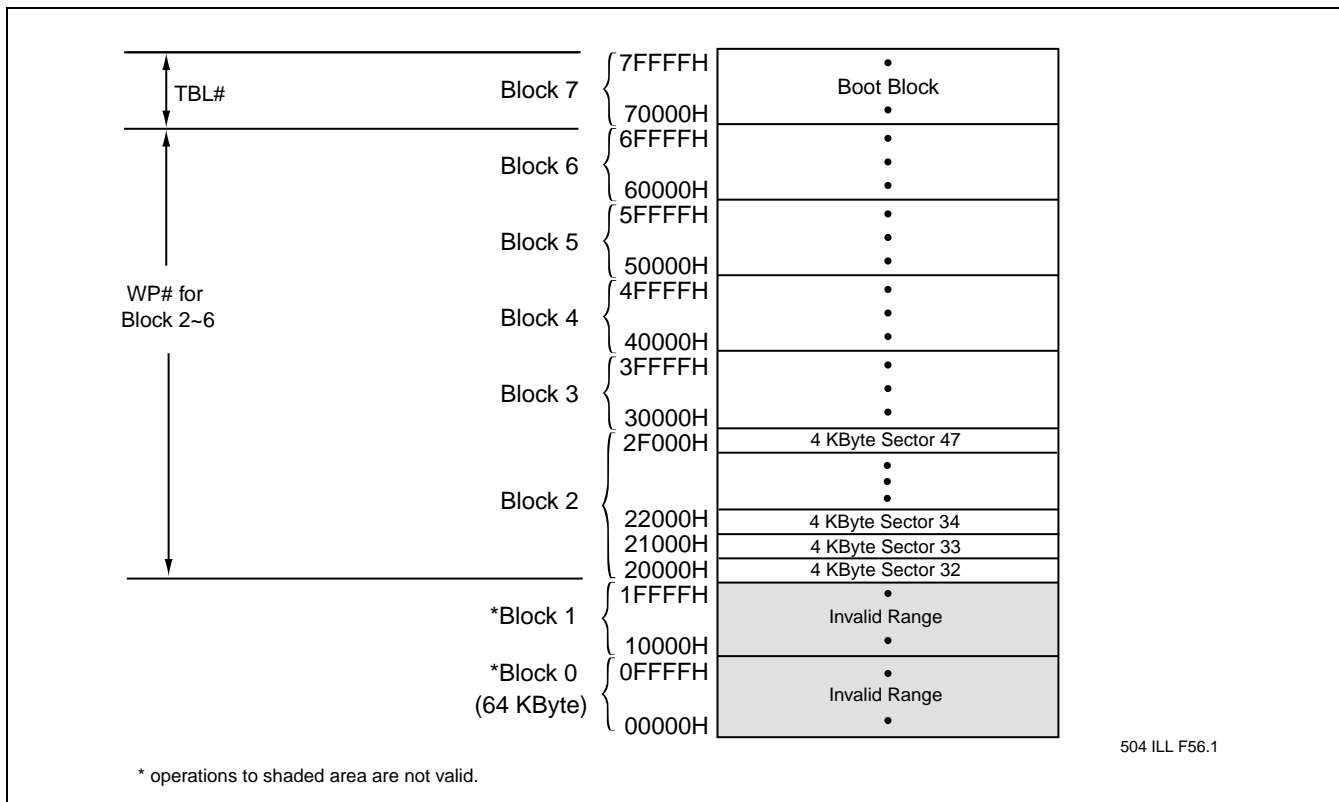 TBL#
Block 7
7FFFFH
70000H
Boot Block
Block 6
6FFFFH
60000H
Block 5
5FFFFH
50000H
WP# for
Block 2~6
Block 4
4FFFFH
40000H
Block 3
3FFFFH
30000H
Block 2
2F000H
4 KByte Sector 47
22000H
4 KByte Sector 34
21000H
4 KByte Sector 33
20000H
4 KByte Sector 32
*Block 1
1FFFFH
Invalid Range
10000H
*Block 0
(64 KByte)
0FFFFH
Invalid Range
00000H
504 ILL F56.1
* operations to shaded area are not valid.